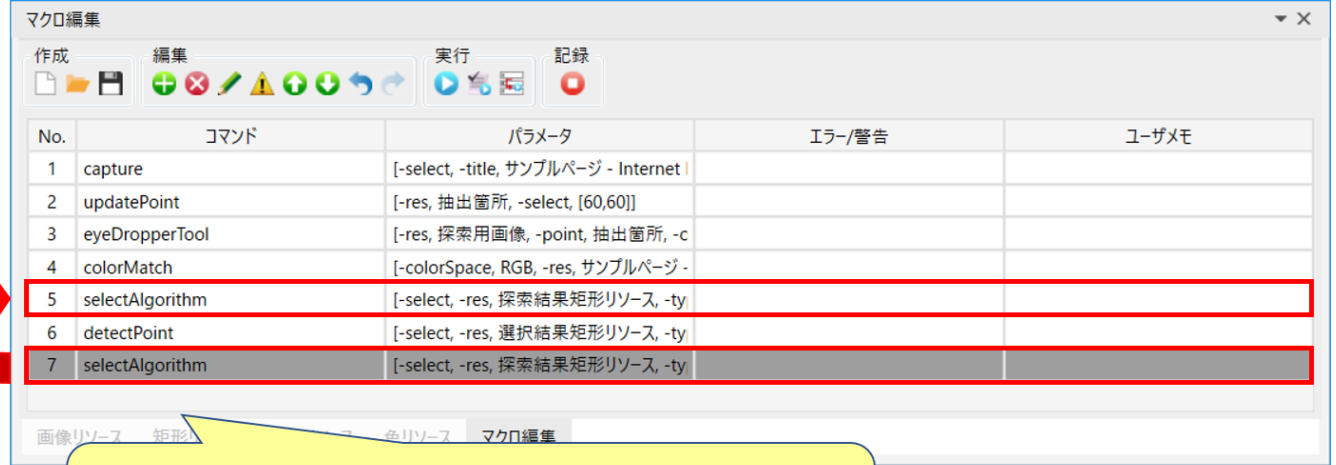 マクロ編集
作成 編集 実行 記録
No. コマンド パラメータ エラー/警告 ユーザメモ
1 capture [-select, -title, サンプルページ - Internet
2 updatePoint [-res, 抽出箇所, -select, [60,60]]
3 eyeDropperTool [-res, 探索用画像, -point, 抽出箇所, -c
4 colorMatch [-colorSpace, RGB, -res, サンプルページ -
5 selectAlgorithm [-select, -res, 探索結果矩形リソース, -ty
6 detectPoint [-select, -res, 選択結果矩形リソース, -ty
7 selectAlgorithm [-select, -res, 探索結果矩形リソース, -ty
画像リソース 矩形 色リソース マクロ編集